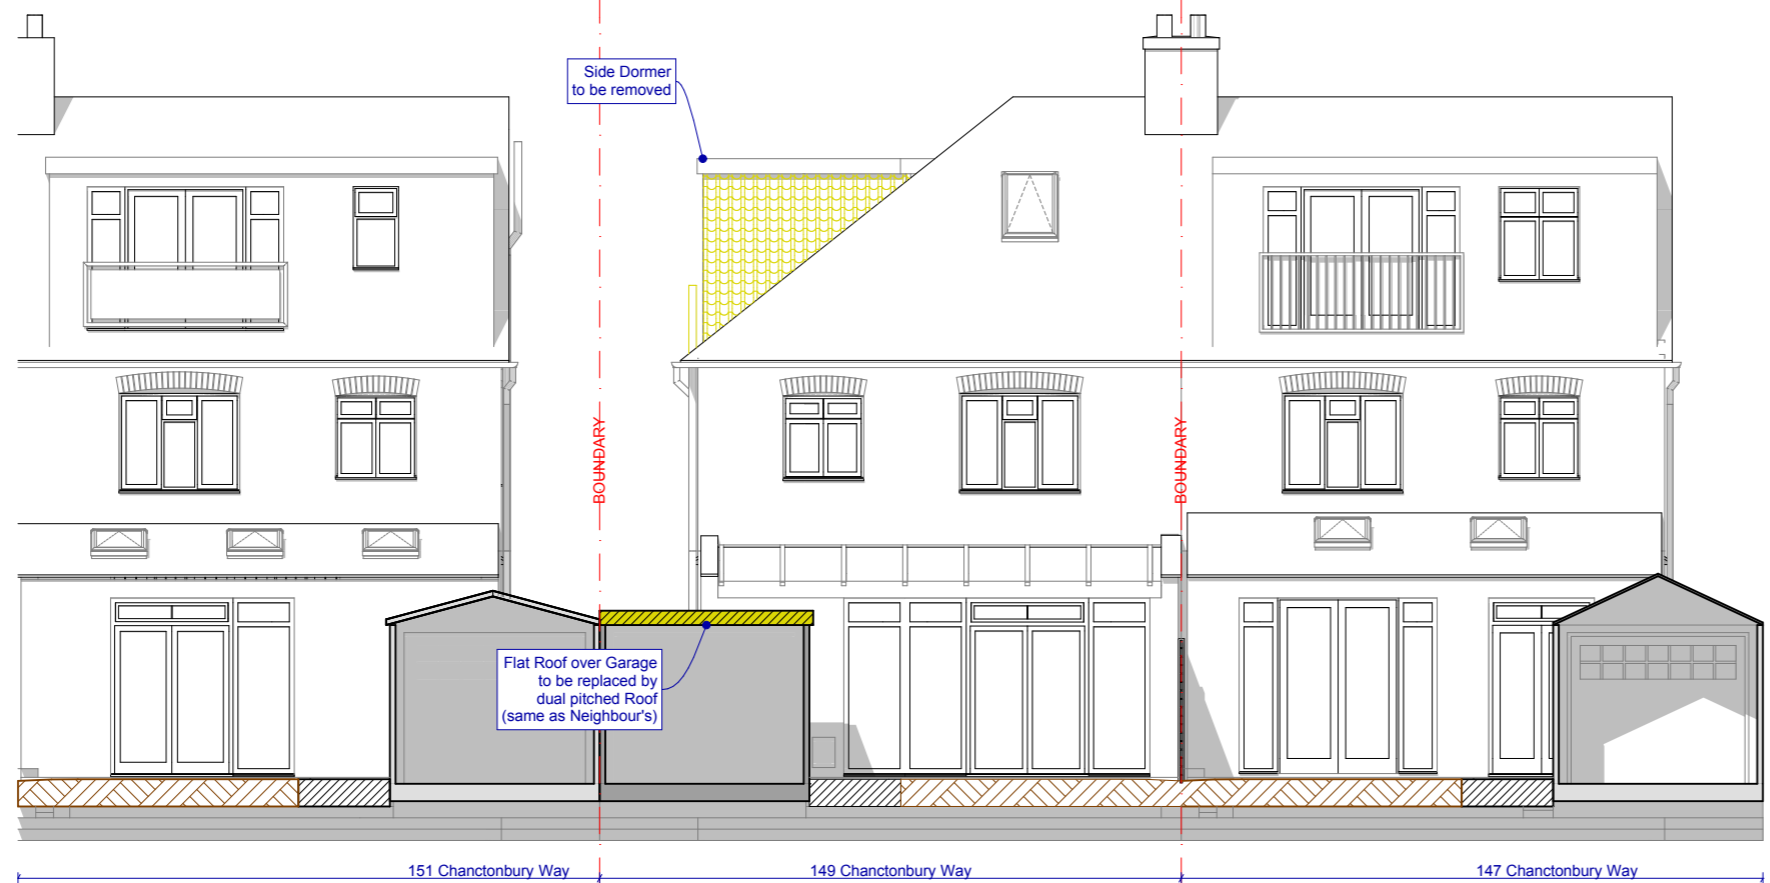 Side Dormer
to be removed
BOUNDARY
BOUNDARY
Flat Roof over Garage
to be replaced by
dual pitched Roof
(same as Neighbour's)
151 Chanctonbury Way
149 Chanctonbury Way
147 Chanctonbury Way